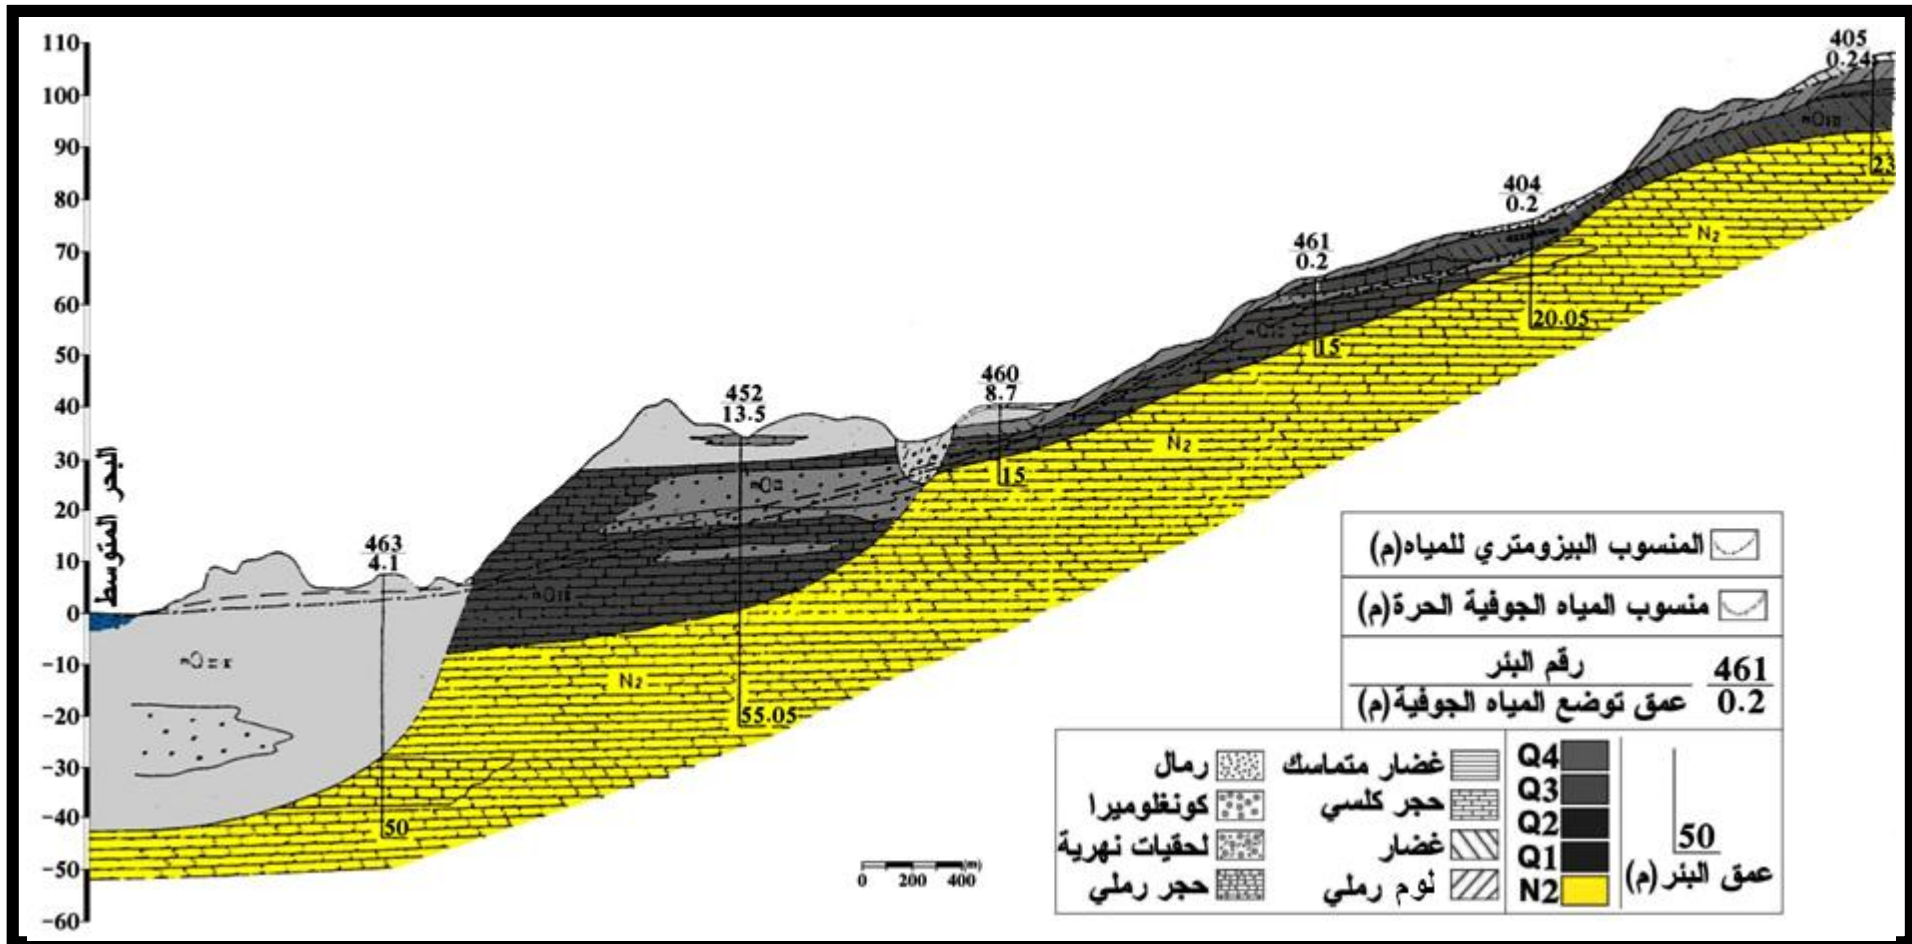 110
100
90
80
70
60
50
40
30
20
10
0
-10
-20
-30
-40
-50
-60
البحر المتوسط
463
4.1
50
452
13.5
55.05
460
8.7
15
461
0.2
15
404
0.2
20.05
405
0.24
23
N2
N2
N2
0 200 400 (m)
المنسوب البيزومتري للمياه (م)
منسوب المياه الجوفية الحرة (م)
رقم البئر 461
عمق توضع المياه الجوفية (م) 0.2
رمال
كونغلوميرا
لحقيات نهرية
حجر رملي
غضار متماسك
حجر كلسي
غضار
لوم رملي
Q4
Q3
Q2
Q1
N2
50
عمق البئر (م)